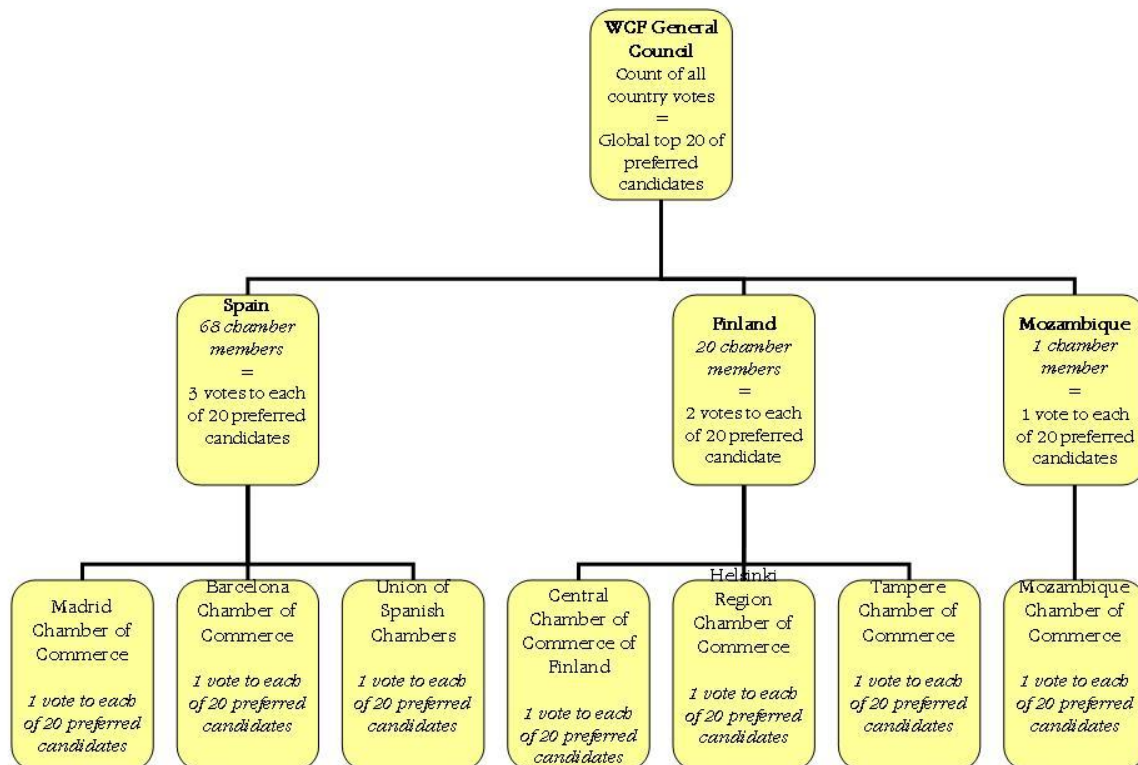 WCF General
Council
Count of all
country votes
=
Global top 20 of
preferred
candidates
Spain
68 chamber
members
=
3 votes to each
of 20 preferred
candidates
Finland
20 chamber
members
=
2 votes to each
of 20 preferred
candidate
Mozambique
1 chamber
member
=
1 vote to each
of 20 preferred
candidates
Madrid
Chamber of
Commerce
1 vote to each
of 20 preferred
candidates
Barcelona
Chamber of
Commerce
1 vote to each
of 20 preferred
candidates
Union of
Spanish
Chambers
1 vote to each
of 20 preferred
candidates
Central
Chamber of
Commerce of
Finland
1 vote to each
of 20 preferred
candidates
Helsinki
Region
Chamber of
Commerce
1 vote to each
of 20 preferred
candidates
Tampere
Chamber of
Commerce
1 vote to each
of 20 preferred
candidates
Mozambique
Chamber of
Commerce
1 vote to each
of 20 preferred
candidates